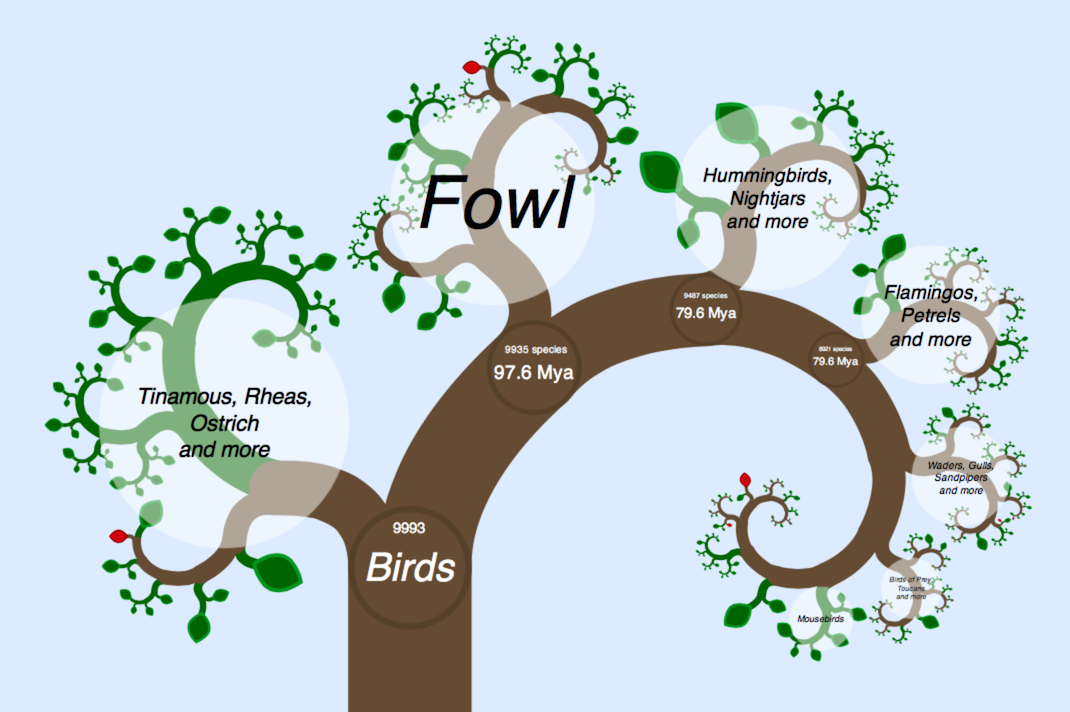 Fowl
Hummingbirds,
Nightjars
and more
Flamingos,
Petrels
and more
9487 species
79.6 Mya
9935 species
97.6 Mya
8921 species
79.6 Mya
Tinamous, Rheas,
Ostrich
and more
Waders, Gulls,
Sandpipers
and more
9993
Birds
Birds of Prey,
Toucans
and more
Mousebirds